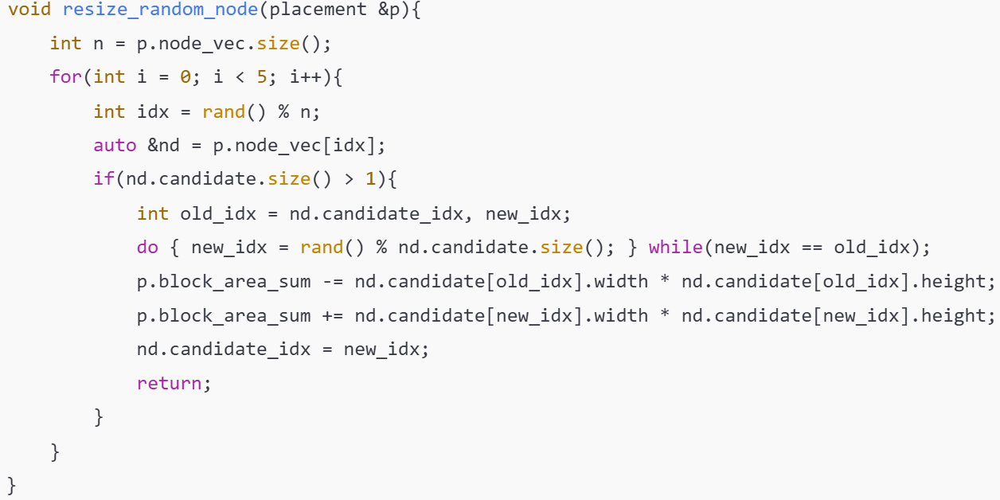 void resize_random_node(placement &p){
    int n = p.node_vec.size();
    for(int i = 0; i < 5; i++){
        int idx = rand() % n;
        auto &nd = p.node_vec[idx];
        if(nd.candidate.size() > 1){
            int old_idx = nd.candidate_idx, new_idx;
            do { new_idx = rand() % nd.candidate.size(); } while(new_idx == old_idx);
            p.block_area_sum -= nd.candidate[old_idx].width * nd.candidate[old_idx].height;
            p.block_area_sum += nd.candidate[new_idx].width * nd.candidate[new_idx].height;
            nd.candidate_idx = new_idx;
            return;
        }
    }
}